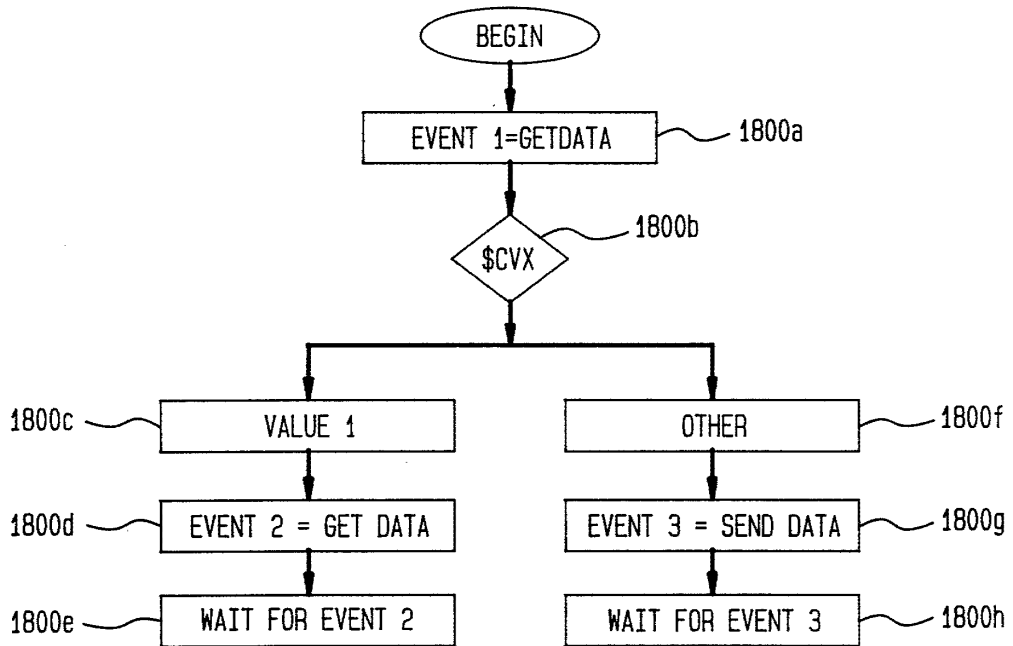 BEGIN
EVENT 1=GETDATA
1800a
$CVX
1800b
1800c
VALUE 1
OTHER
1800f
1800d
EVENT 2 = GET DATA
EVENT 3 = SEND DATA
1800g
1800e
WAIT FOR EVENT 2
WAIT FOR EVENT 3
1800h